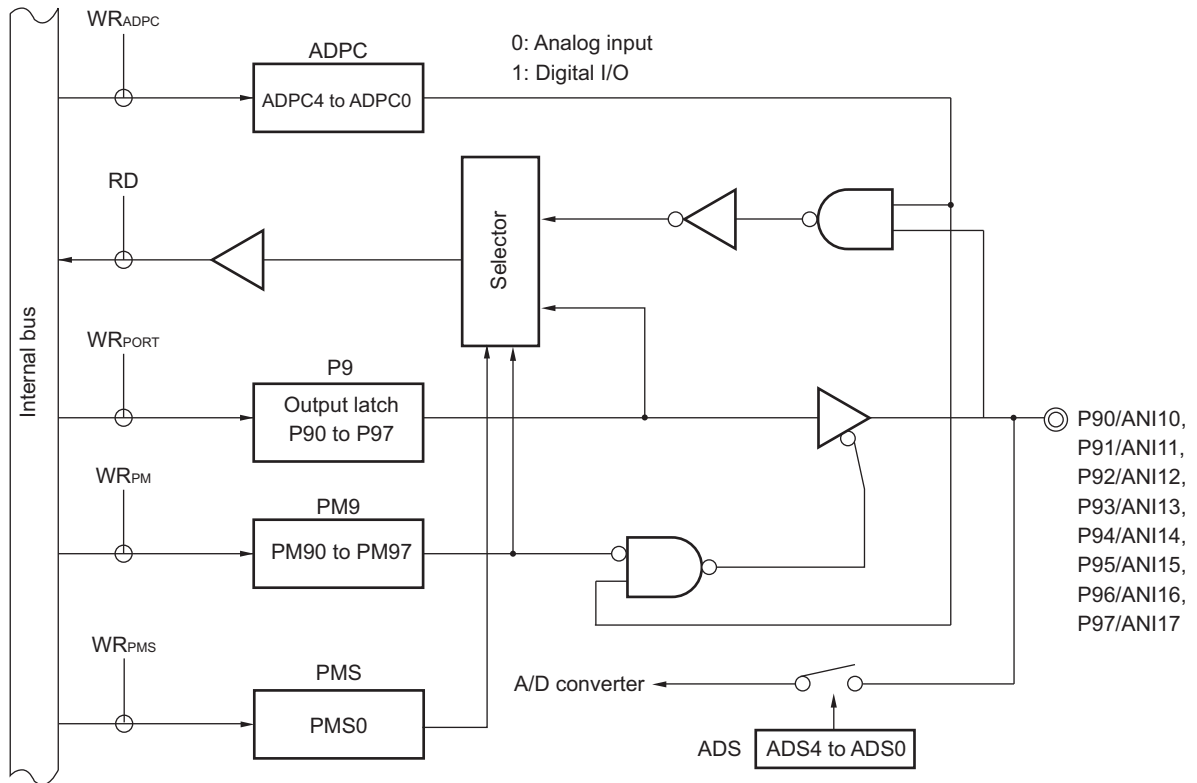 WRADPC
ADPC
0: Analog input
1: Digital I/O
ADPC4 to ADPC0
RD
Selector
Internal bus
WRPORT
P9
Output latch
P90 to P97
P90/ANI10,
P91/ANI11,
P92/ANI12,
P93/ANI13,
P94/ANI14,
P95/ANI15,
P96/ANI16,
P97/ANI17
WRPM
PM9
PM90 to PM97
WRPMS
PMS
PMS0
A/D converter
ADS
ADS4 to ADS0